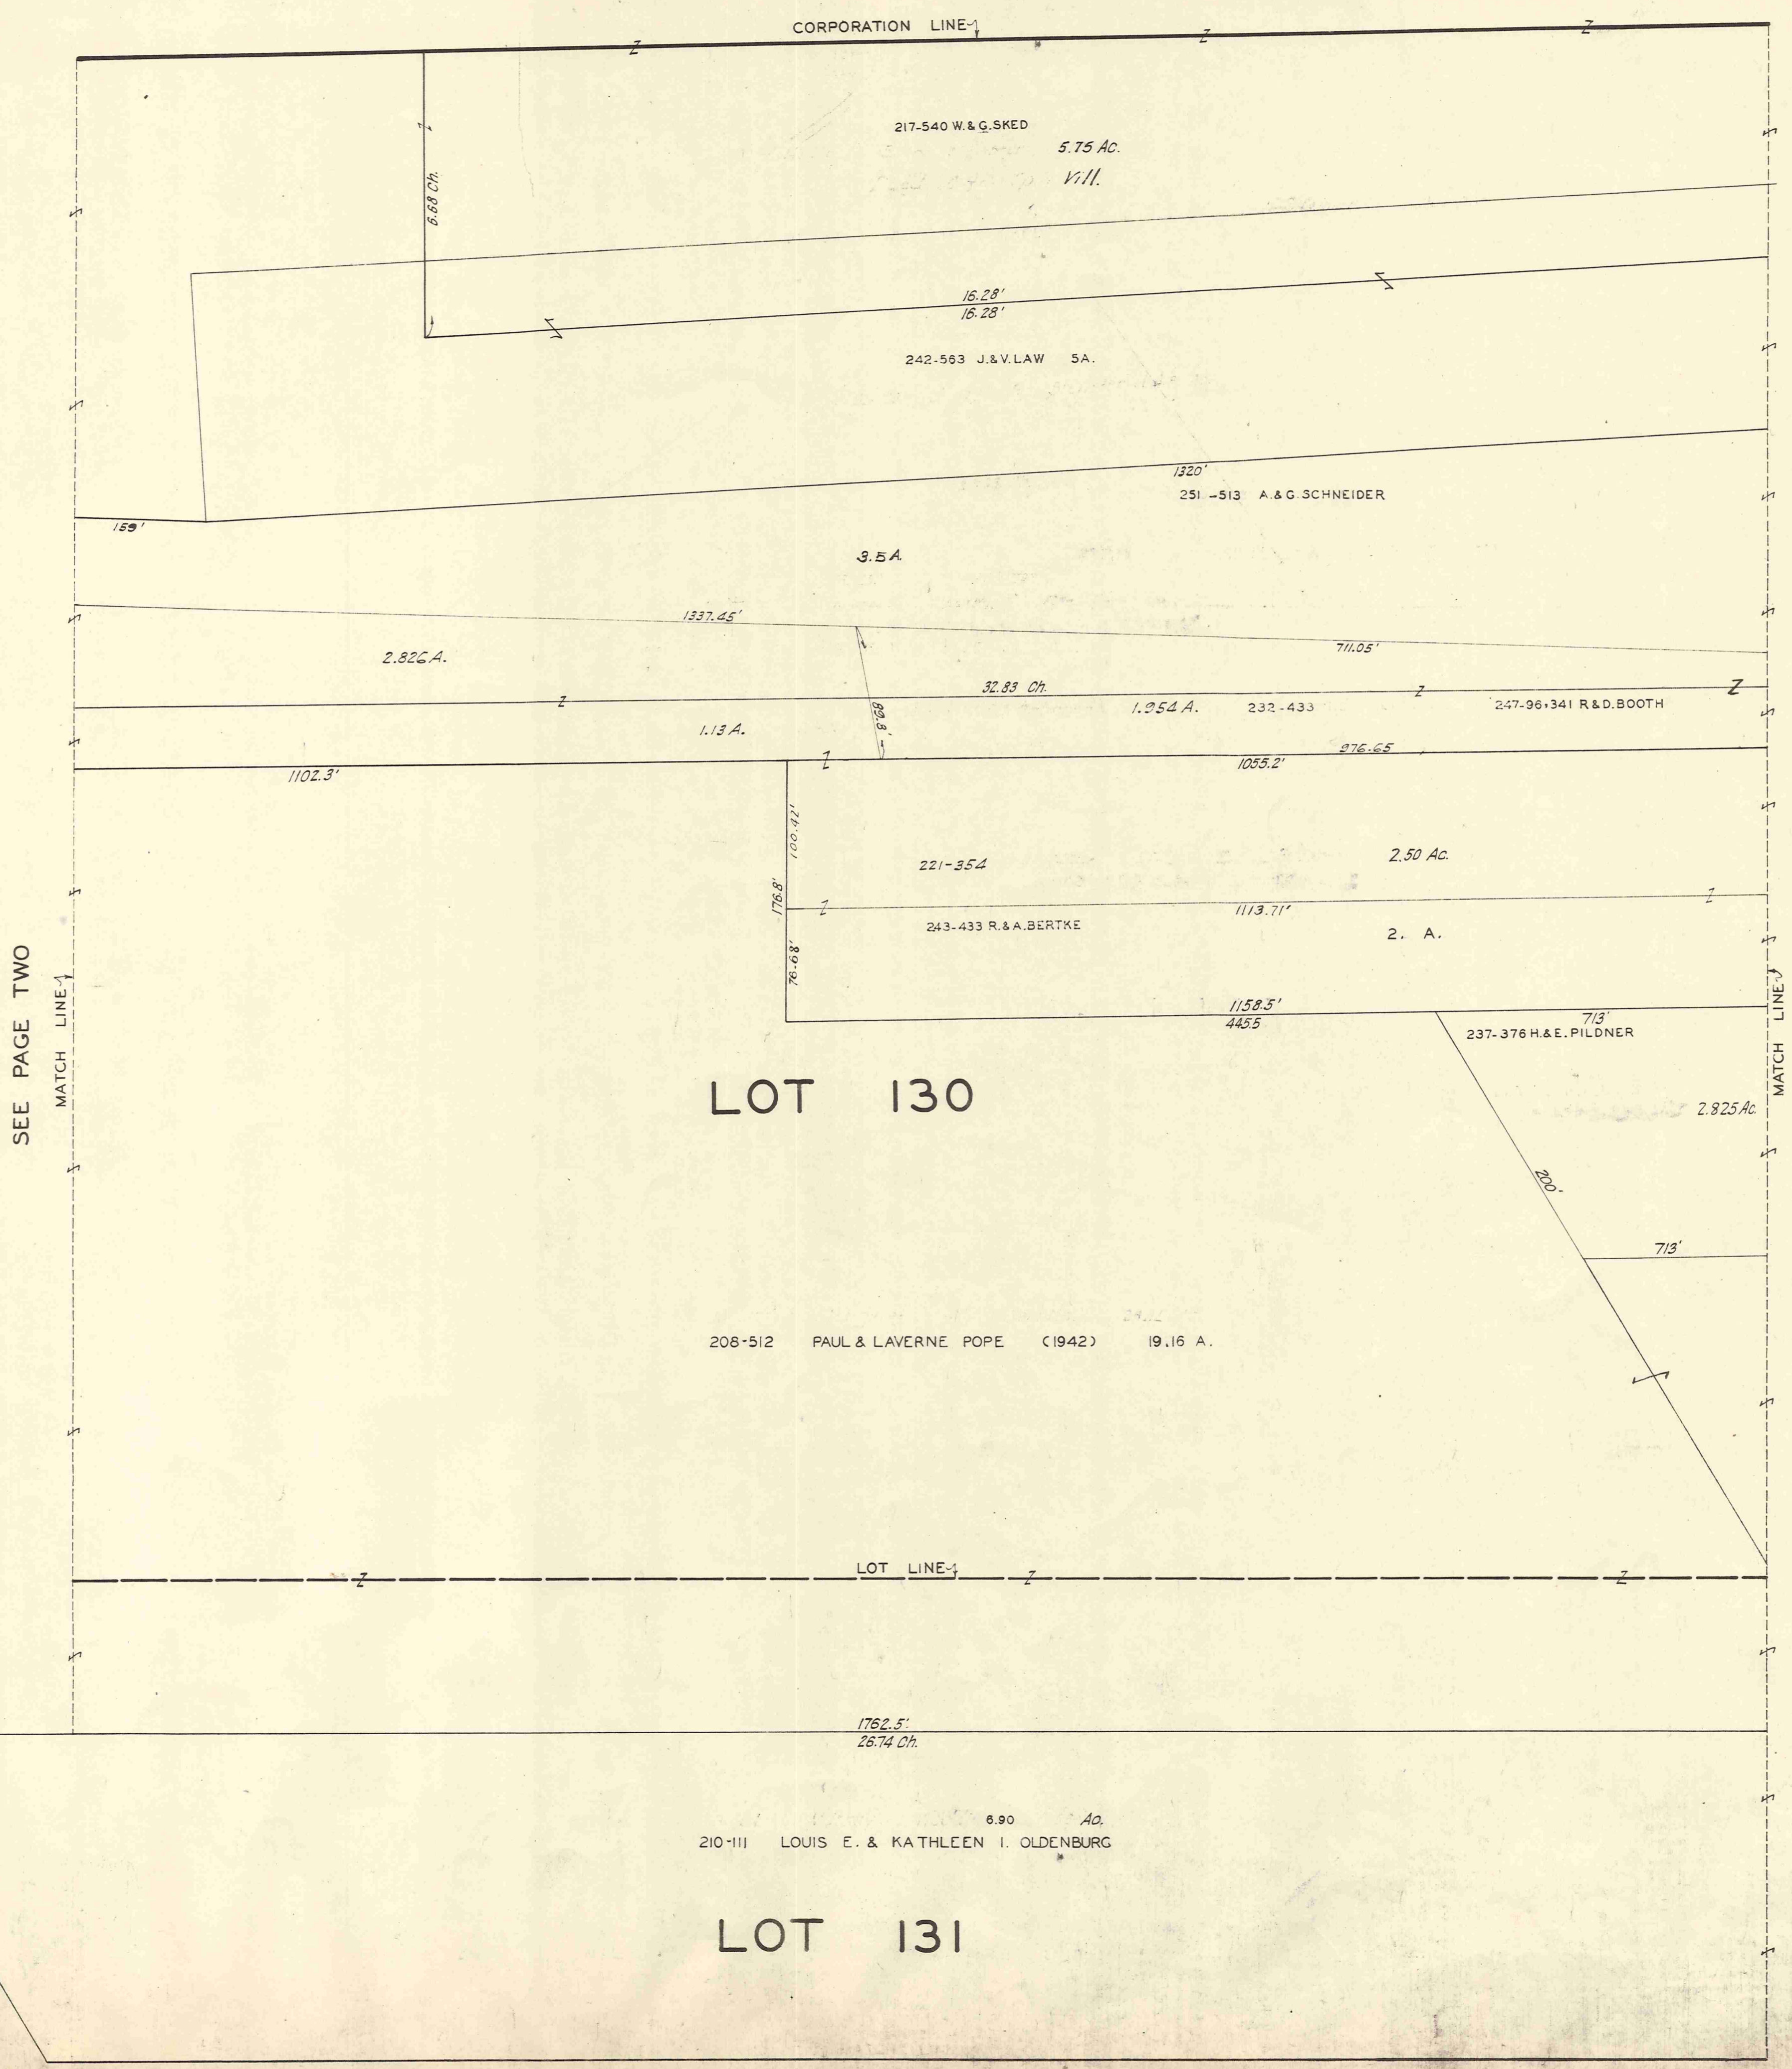 CORPORATION LINE
217-540 W. & G. SKED
5.75 Ac.
Vill.
6.68 Ch.
16.28'
16.28'
242-563 J. & V. LAW 5A.
1320'
251-513 A. & G. SCHNEIDER
159'
3.5 A.
1337.45'
711.05'
2.826 A.
32.83 Ch.
1.954 A. 232-433 247-96,341 R & D. BOOTH
89.8'
1.13 A.
976.65
1102.3'
1055.2'
100.42'
221-354
2.50 Ac.
176.8'
1113.71'
243-433 R. & A. BERTKE
2. A.
76.68'
1158.5'
445.5
713'
237-376 H. & E. PILDNER
SEE PAGE TWO
MATCH LINE
MATCH LINE
LOT 130
2.825 Ac.
200'
713'
208-512 PAUL & LAVERNE POPE (1942) 19.16 A.
LOT LINE
1762.5'
26.74 Ch.
6.90 Ac.
210-111 LOUIS E. & KATHLEEN I. OLDENBURG
LOT 131